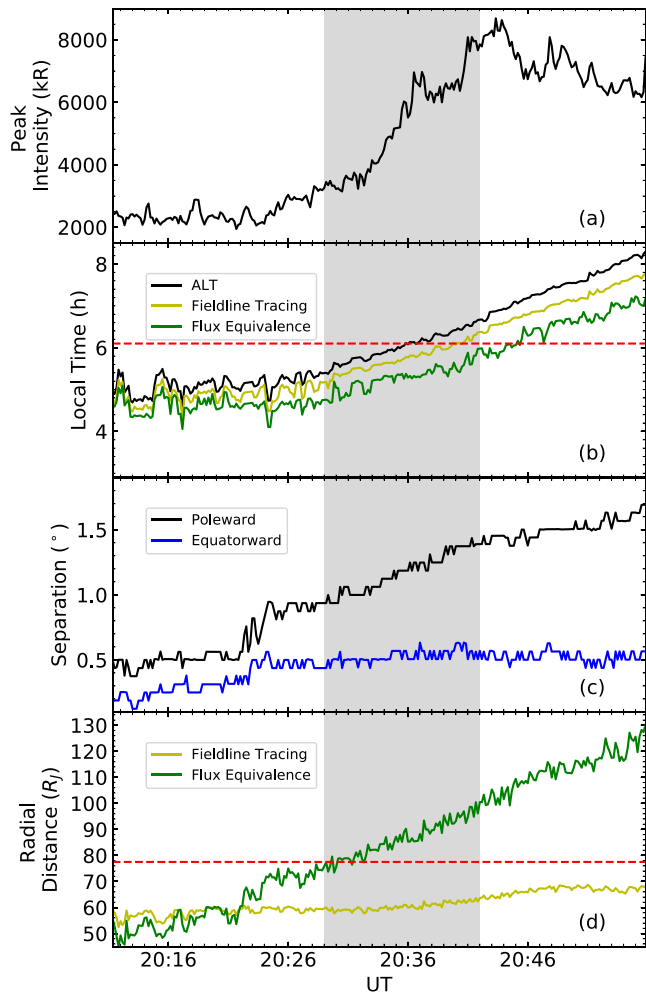 8000
6000
4000
2000
Peak
Intensity (kR)
(a)
8
6
4
Local Time (h)
ALT
Fieldline Tracing
Flux Equivalence
(b)
1.5
1.0
0.5
Separation (°)
Poleward
Equatorward
(c)
130
120
110
100
90
80
70
60
50
Radial
Distance (R_J)
Fieldline Tracing
Flux Equivalence
(d)
20:16 20:26 20:36 20:46
UT